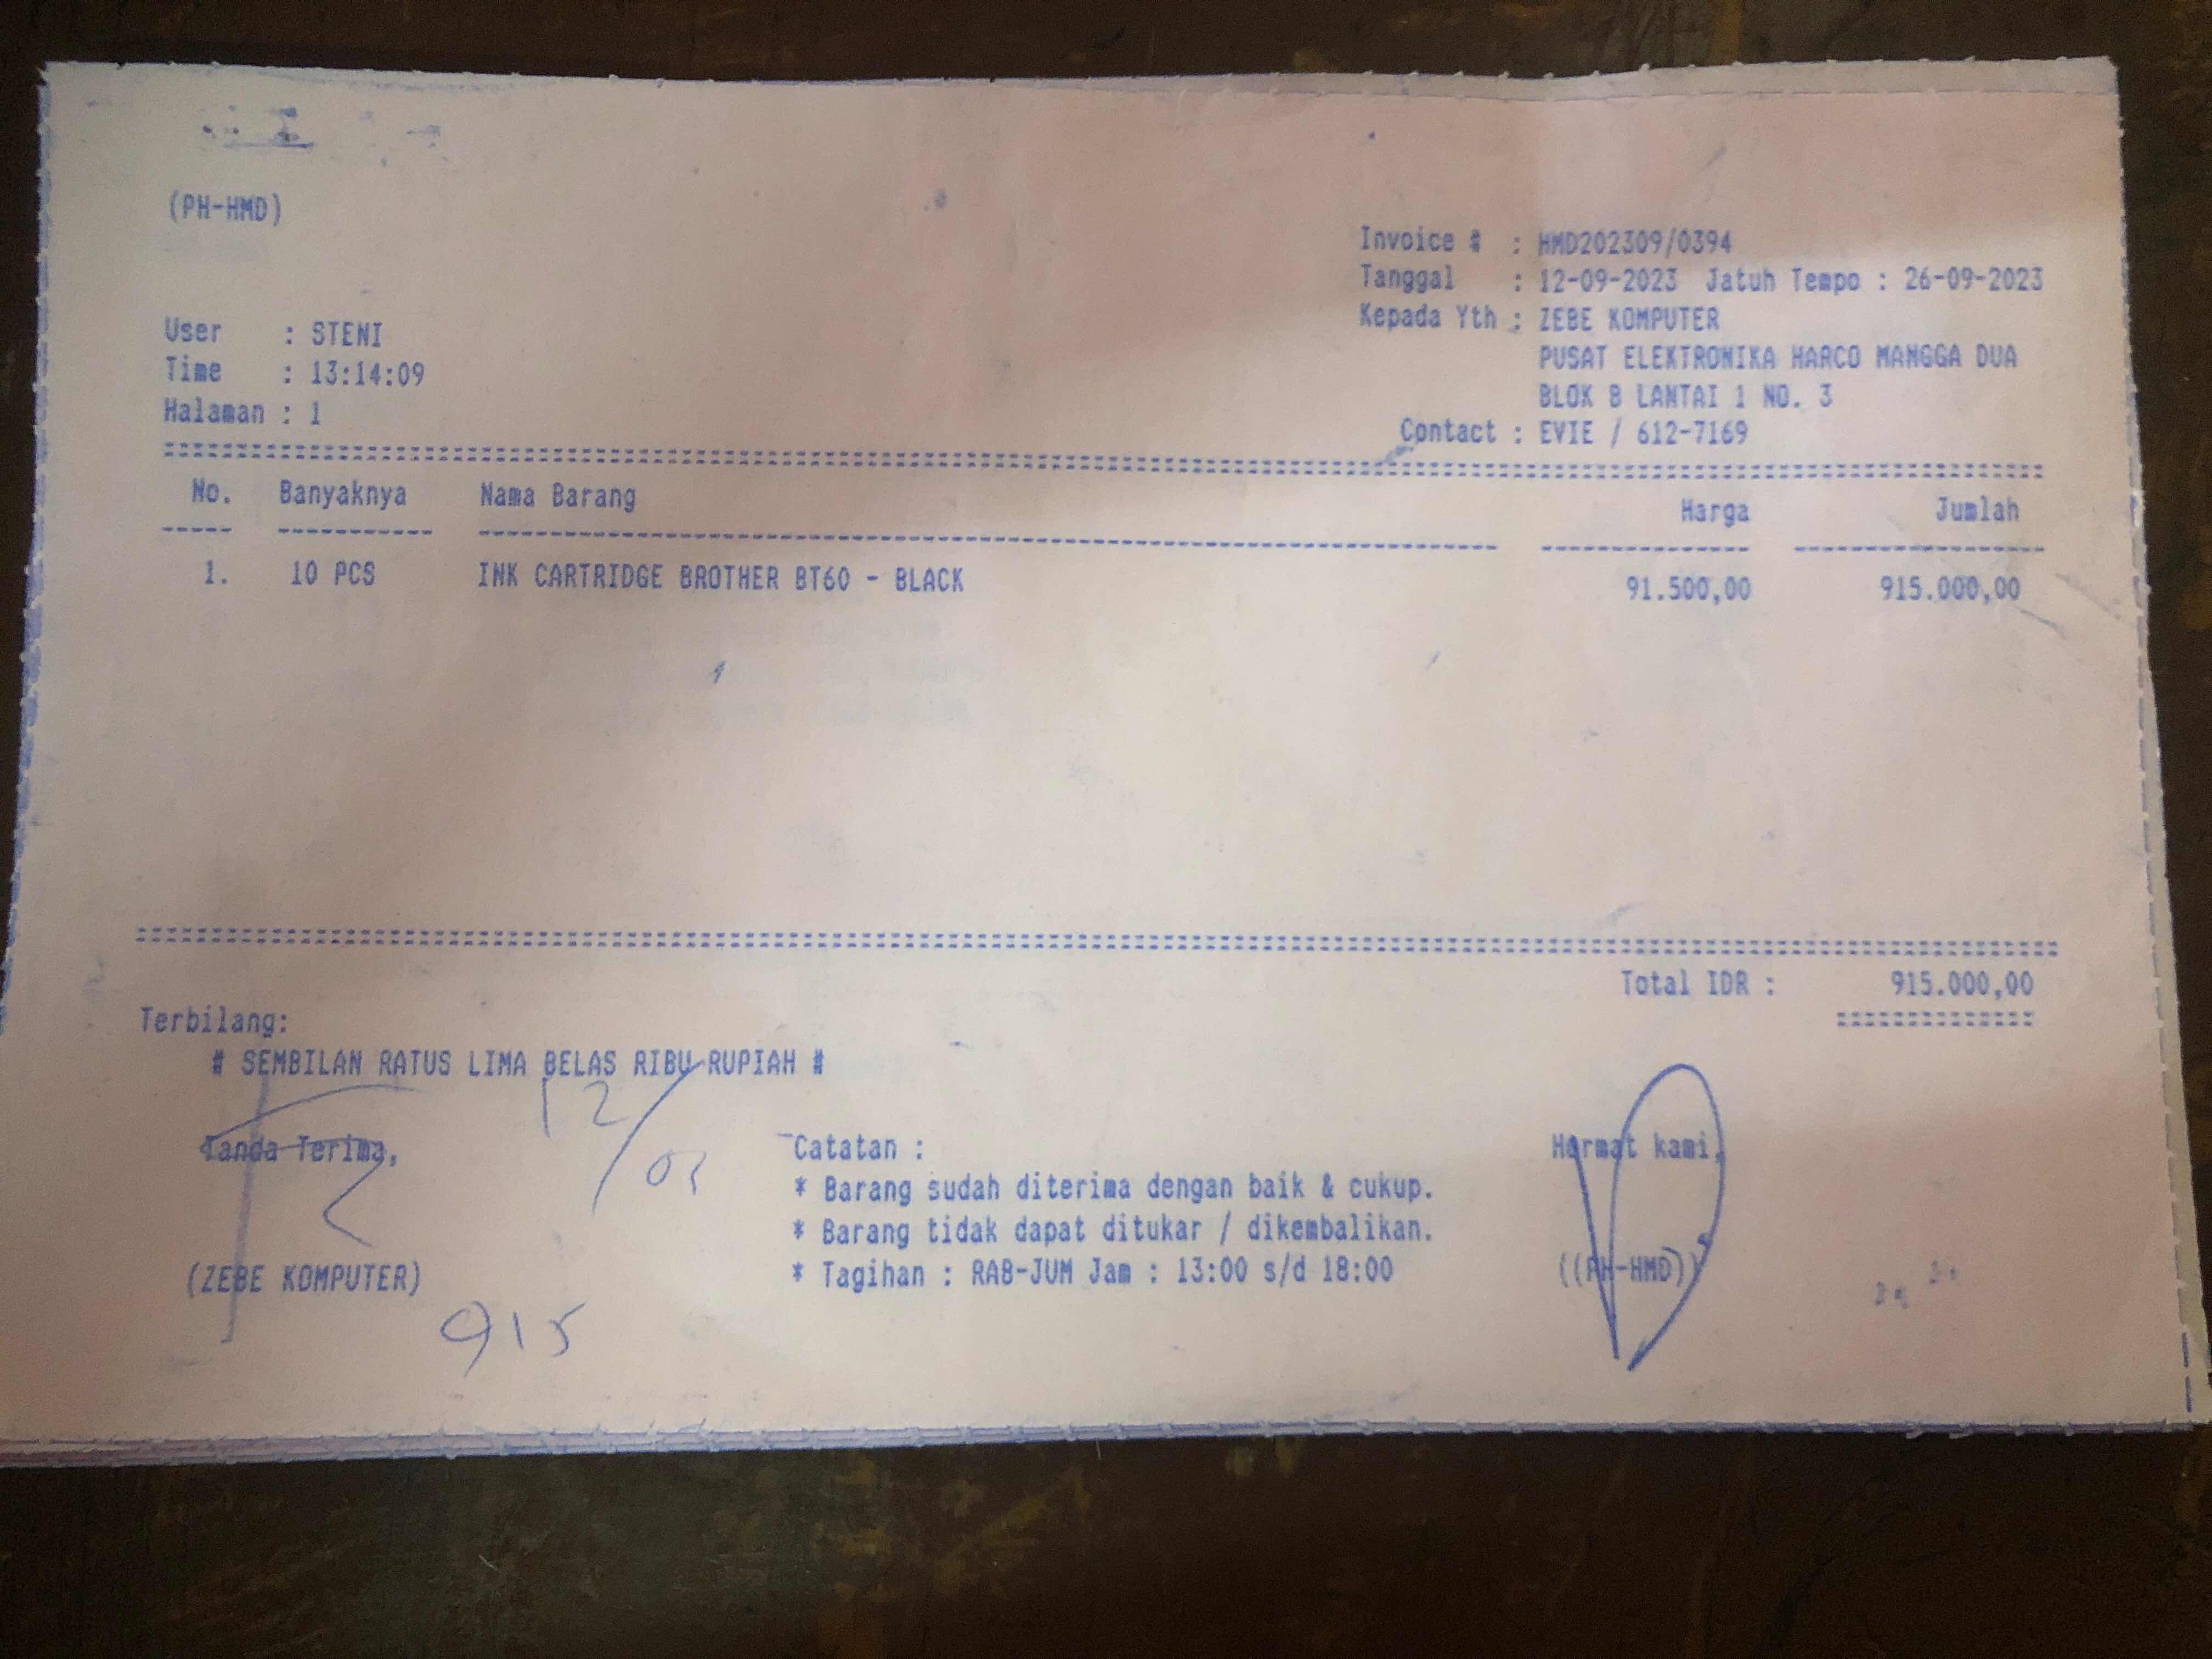 (PH-HMD)
Invoice # : HMD202309/0394
Tanggal : 12-09-2023 Jatuh Tempo : 26-09-2023
Kepada Yth : ZEBE KOMPUTER
PUSAT ELEKTRONIKA HARCO MANGGA DUA
BLOK B LANTAI 1 NO. 3
Contact : EVIE / 612-7169
User : STENI
Time : 13:14:09
Halaman : 1
No. Banyaknya Nama Barang Harga Jumlah
1. 10 PCS INK CARTRIDGE BROTHER BT60 - BLACK 91.500,00 915.000,00
Total IDR : 915.000,00
Terbilang:
# SEMBILAN RATUS LIMA BELAS RIBU RUPIAH #
12/
Tanda Terima,
(ZEBE KOMPUTER)
915
Catatan :
* Barang sudah diterima dengan baik & cukup.
* Barang tidak dapat ditukar / dikembalikan.
* Tagihan : RAB-JUM Jam : 13:00 s/d 18:00
Hormat kami,
((PH-HMD))